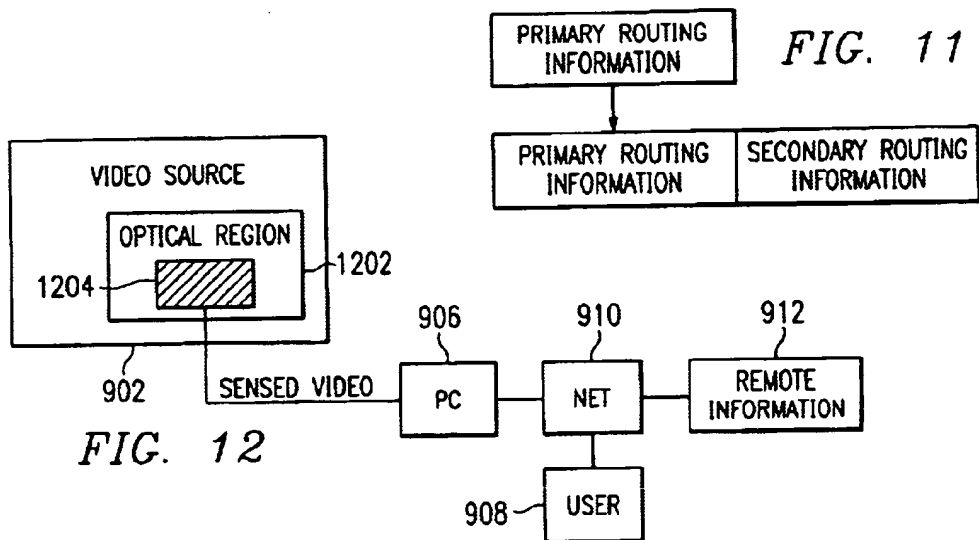 PRIMARY ROUTING
INFORMATION
FIG. 11
PRIMARY ROUTING
INFORMATION
SECONDARY ROUTING
INFORMATION
VIDEO SOURCE
OPTICAL REGION
1204
1202
902
SENSED VIDEO
906
PC
910
NET
912
REMOTE
INFORMATION
908
USER
FIG. 12